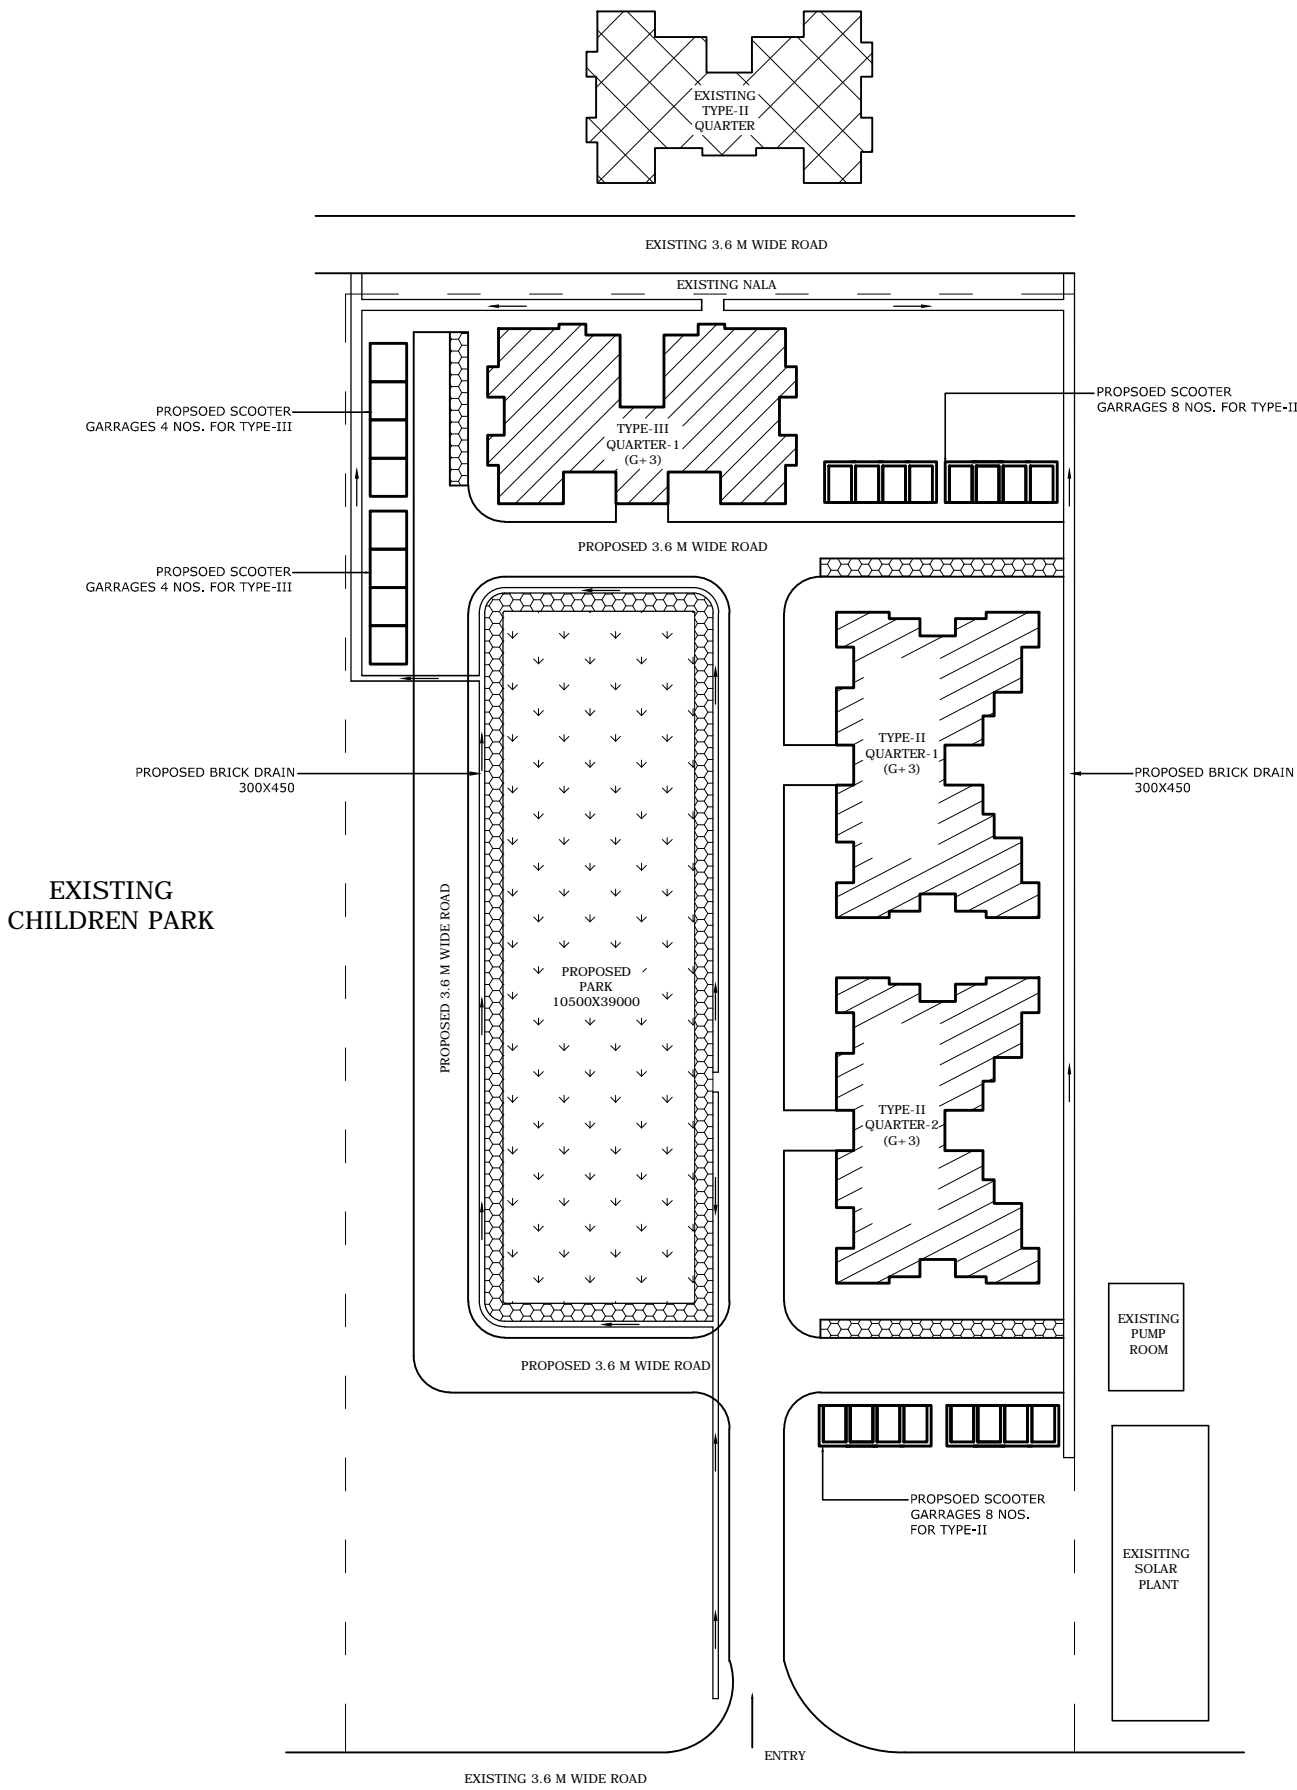 EXISTING
TYPE-II
QUARTER
EXISTING 3.6 M WIDE ROAD
EXISTING NALA
PROPSOED SCOOTER
GARRAGES 4 NOS. FOR TYPE-III
TYPE-III
QUARTER-1
(G+3)
PROPSOED SCOOTER
GARRAGES 8 NOS. FOR TYPE-II
PROPOSED 3.6 M WIDE ROAD
PROPSOED SCOOTER
GARRAGES 4 NOS. FOR TYPE-III
TYPE-II
QUARTER-1
(G+3)
PROPOSED BRICK DRAIN
300X450
PROPOSED BRICK DRAIN
300X450
EXISTING
CHILDREN PARK
PROPOSED 3.6 M WIDE ROAD
PROPOSED
PARK
10500X39000
TYPE-II
QUARTER-2
(G+3)
EXISTING
PUMP
ROOM
PROPOSED 3.6 M WIDE ROAD
PROPSOED SCOOTER
GARRAGES 8 NOS.
FOR TYPE-II
EXISITING
SOLAR
PLANT
ENTRY
EXISTING 3.6 M WIDE ROAD